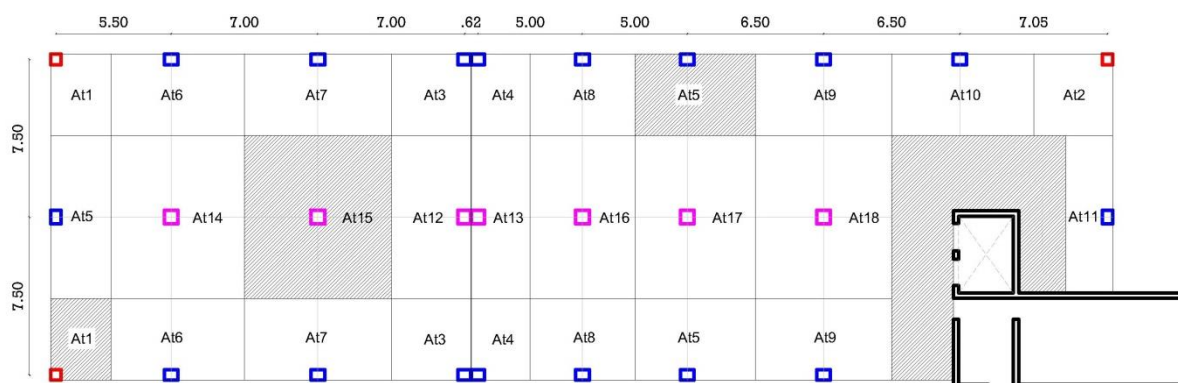 5.50 7.00 7.00 .62 5.00 5.00 6.50 6.50 7.05
7.50
At1 At6 At7 At3 At4 At8 At5 At9 At10 At2
At5 At14 At15 At12 At13 At16 At17 At18 At11
7.50
At1 At6 At7 At3 At4 At8 At5 At9